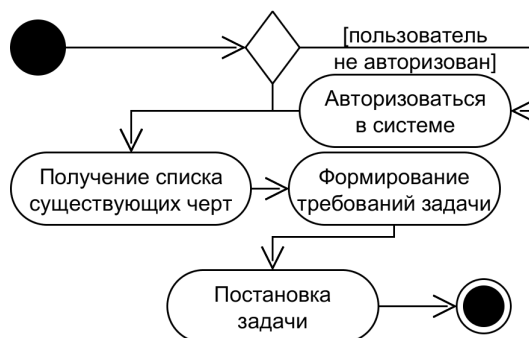 [пользователь
не авторизован]
Авторизоваться
в системе
Получение списка
существующих черт
Формирование
требований задачи
Постановка
задачи